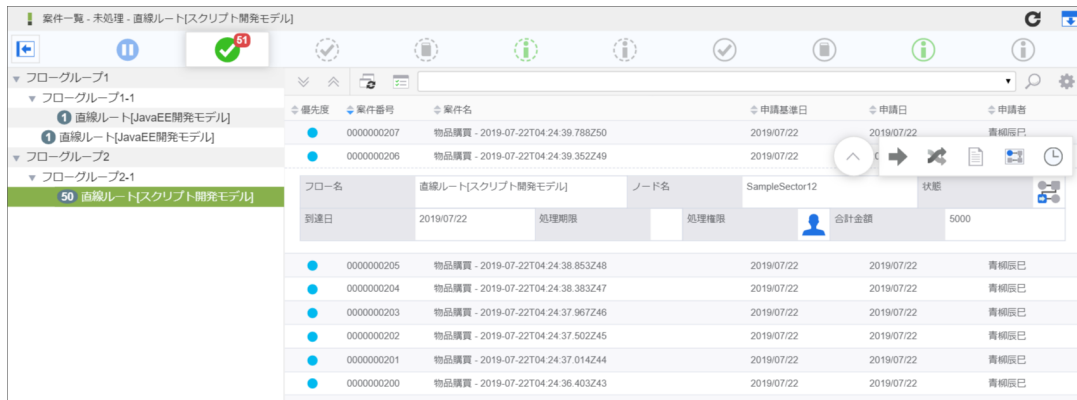 案件一覧 - 未処理 - 直線ルート[スクリプト開発モデル]
51
フローグループ1
フローグループ1-1
1 直線ルート[JavaEE開発モデル]
1 直線ルート[JavaEE開発モデル]
フローグループ2
フローグループ2-1
50 直線ルート[スクリプト開発モデル]
優先度 案件番号 案件名 申請基準日 申請日 申請者
0000000207 物品購買 - 2019-07-22T04:24:39.788Z50 2019/07/22 2019/07/22 青柳辰巳
0000000206 物品購買 - 2019-07-22T04:24:39.352Z49 2019/07/22
フロー名 直線ルート[スクリプト開発モデル] ノード名 SampleSector12 状態
到達日 2019/07/22 処理期限 処理権限 合計金額 5000
0000000205 物品購買 - 2019-07-22T04:24:38.853Z48 2019/07/22 2019/07/22 青柳辰巳
0000000204 物品購買 - 2019-07-22T04:24:38.383Z47 2019/07/22 2019/07/22 青柳辰巳
0000000203 物品購買 - 2019-07-22T04:24:37.967Z46 2019/07/22 2019/07/22 青柳辰巳
0000000202 物品購買 - 2019-07-22T04:24:37.502Z45 2019/07/22 2019/07/22 青柳辰巳
0000000201 物品購買 - 2019-07-22T04:24:37.014Z44 2019/07/22 2019/07/22 青柳辰巳
0000000200 物品購買 - 2019-07-22T04:24:36.403Z43 2019/07/22 2019/07/22 青柳辰巳